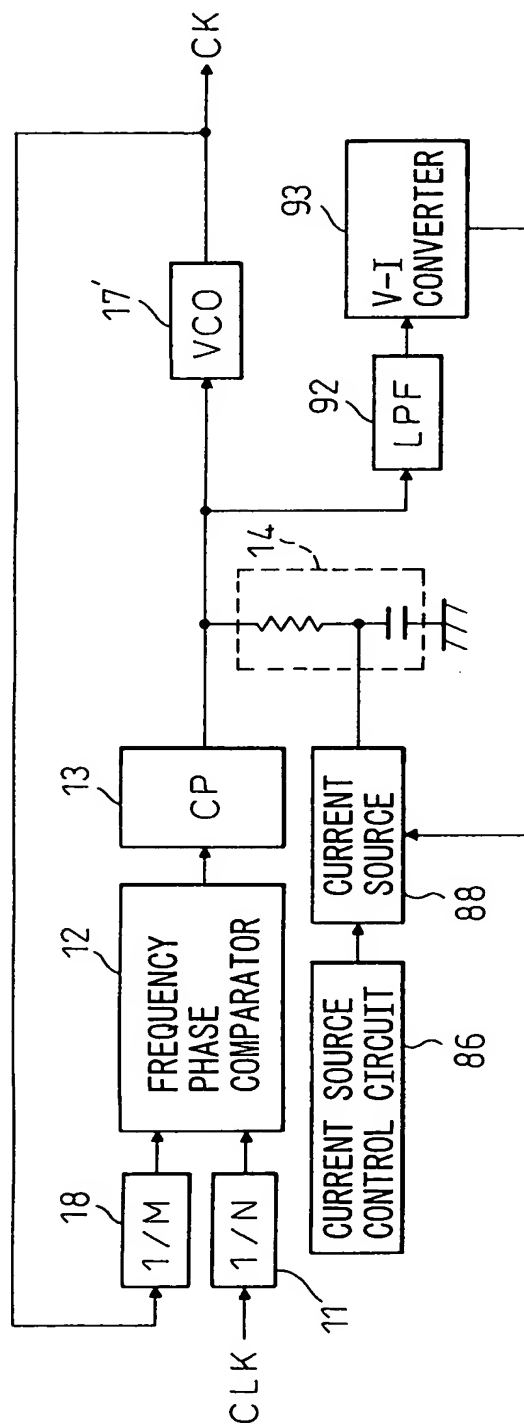 CLK
1/N
11
1/M
18
FREQUENCY
PHASE
COMPARATOR
12
CP
13
14
VCO
17'
CK
CURRENT SOURCE
CONTROL CIRCUIT
86
CURRENT
SOURCE
88
LPF
92
V-I
CONVERTER
93